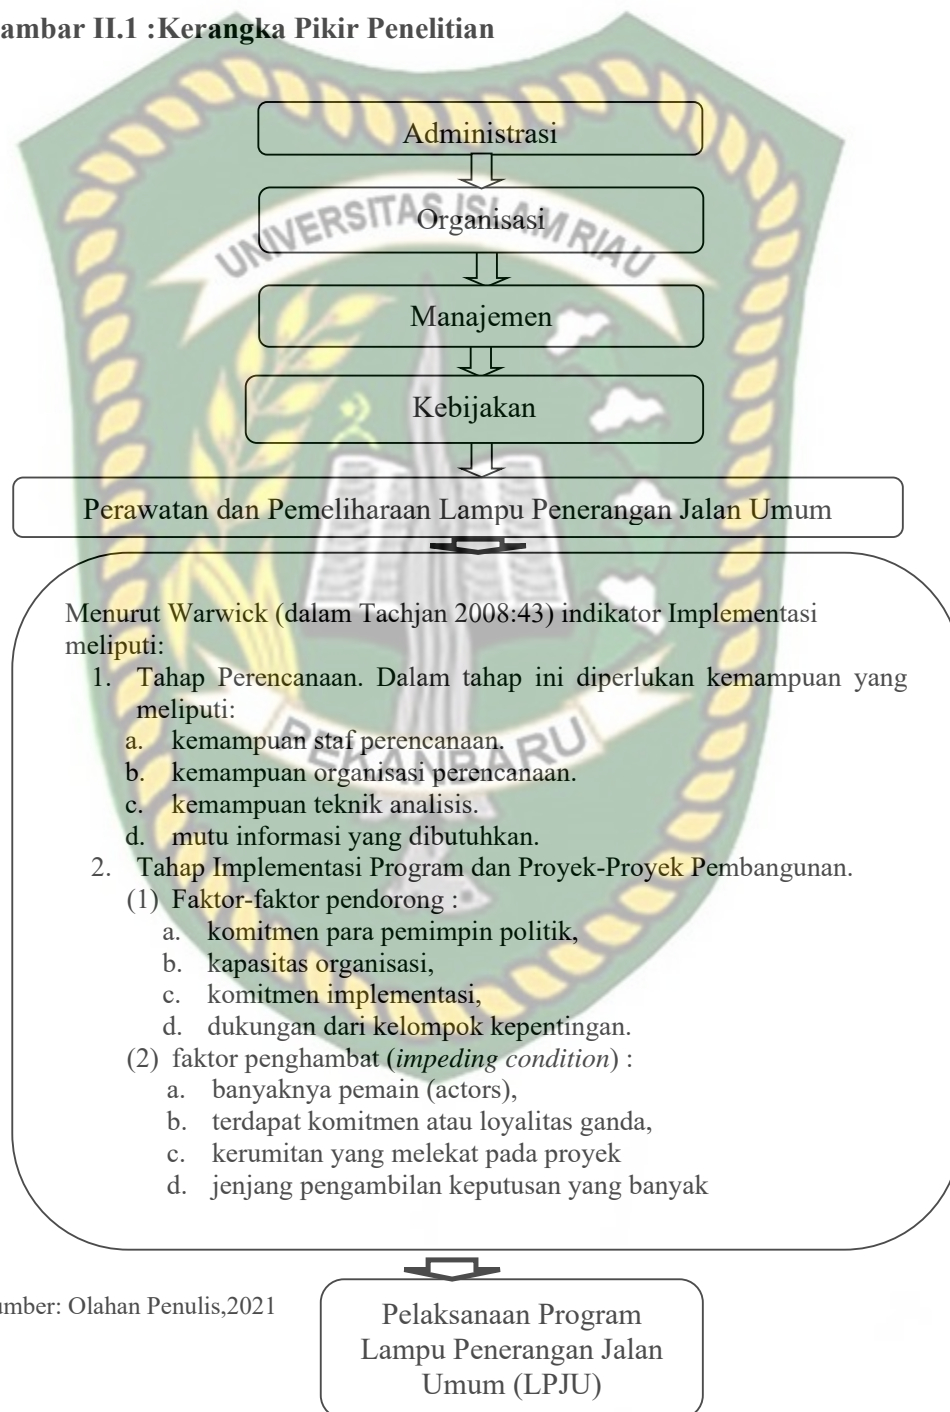 ambar II.1 :Kerangka Pikir Penelitian
Administrasi
UNIVERSITAS ISLAM RIAU
Organisasi
Manajemen
Kebijakan
Perawatan dan Pemeliharaan Lampu Penerangan Jalan Umum
Menurut Warwick (dalam Tachjan 2008:43) indikator Implementasi
meliputi:
1. Tahap Perencanaan. Dalam tahap ini diperlukan kemampuan yang
meliputi:
a. kemampuan staf perencanaan.
PEKANBARU
b. kemampuan organisasi perencanaan.
c. kemampuan teknik analisis.
d. mutu informasi yang dibutuhkan.
2. Tahap Implementasi Program dan Proyek-Proyek Pembangunan.
(1) Faktor-faktor pendorong :
a. komitmen para pemimpin politik,
b. kapasitas organisasi,
c. komitmen implementasi,
d. dukungan dari kelompok kepentingan.
(2) faktor penghambat (impeding condition) :
a. banyaknya pemain (actors),
b. terdapat komitmen atau loyalitas ganda,
c. kerumitan yang melekat pada proyek
d. jenjang pengambilan keputusan yang banyak
umber: Olahan Penulis,2021
Pelaksanaan Program
Lampu Penerangan Jalan
Umum (LPJU)